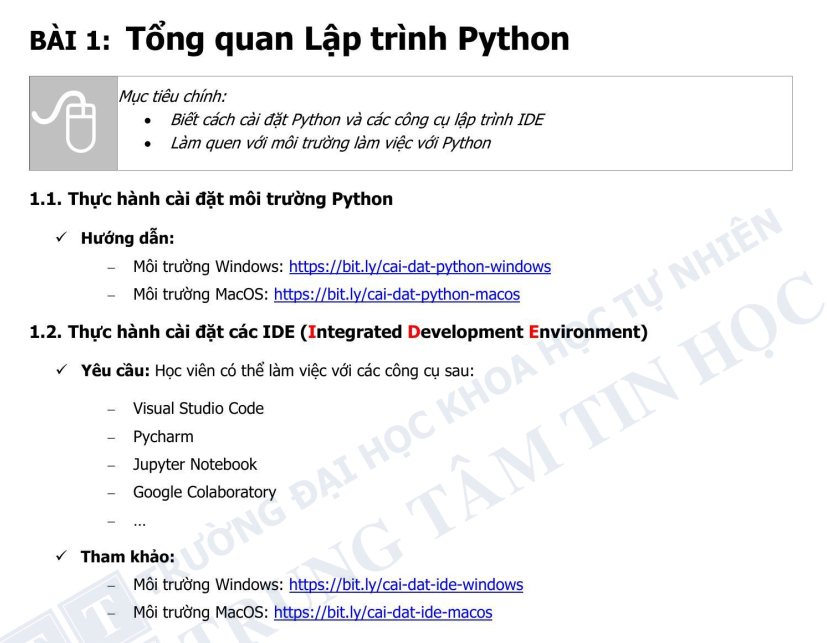 BÀI 1: Tổng quan Lập trình Python
Mục tiêu chính:
• Biết cách cài đặt Python và các công cụ lập trình IDE
• Làm quen với môi trường làm việc với Python
1.1. Thực hành cài đặt môi trường Python
✓ Hướng dẫn:
– Môi trường Windows: https://bit.ly/cai-dat-python-windows
– Môi trường MacOS: https://bit.ly/cai-dat-python-macos
1.2. Thực hành cài đặt các IDE (Integrated Development Environment)
✓ Yêu cầu: Học viên có thể làm việc với các công cụ sau:
– Visual Studio Code
– Pycharm
– Jupyter Notebook
– Google Colaboratory
– …
✓ Tham khảo:
– Môi trường Windows: https://bit.ly/cai-dat-ide-windows
– Môi trường MacOS: https://bit.ly/cai-dat-ide-macos
TRƯỜNG ĐẠI HỌC KHOA HỌC TỰ NHIÊN
TRUNG TÂM TIN HỌC